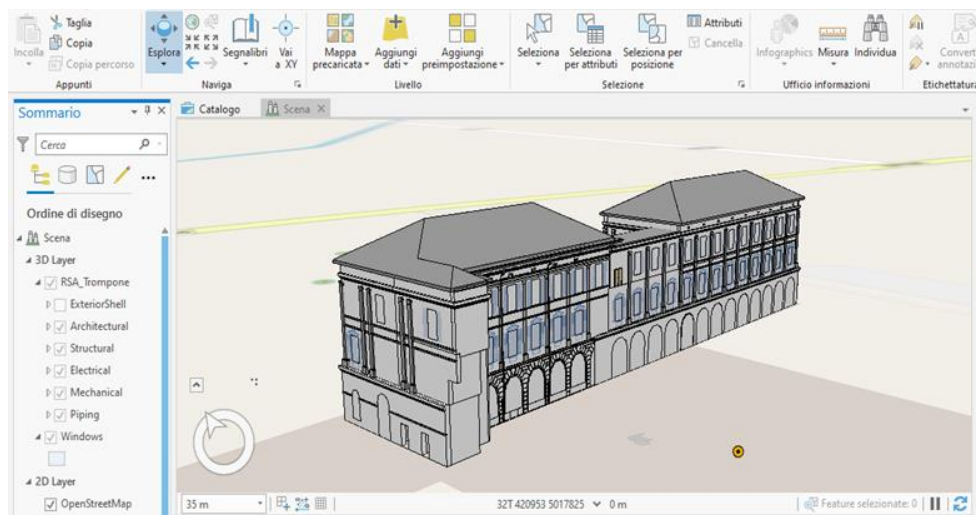 Taglia
Copia
Copia percorso
Incolla
Appunti
Esplora
Segnalibri
Vai
a XY
Naviga
Mappa
precaricata
Aggiungi
dati
Aggiungi
preimpostazione
Livello
Seleziona
Seleziona
per attributi
Seleziona per
posizione
Attributi
Cancella
Selezione
Infographics
Misura
Individua
Ufficio informazioni
Convert
annotazi
Etichettatura
Sommario
Catalogo
Scena
Cerca
Ordine di disegno
Scena
3D Layer
RSA_Trompone
ExteriorShell
Architectural
Structural
Electrical
Mechanical
Piping
Windows
2D Layer
OpenStreetMap
35 m
32T 420953 5017825
0 m
Feature selezionate: 0